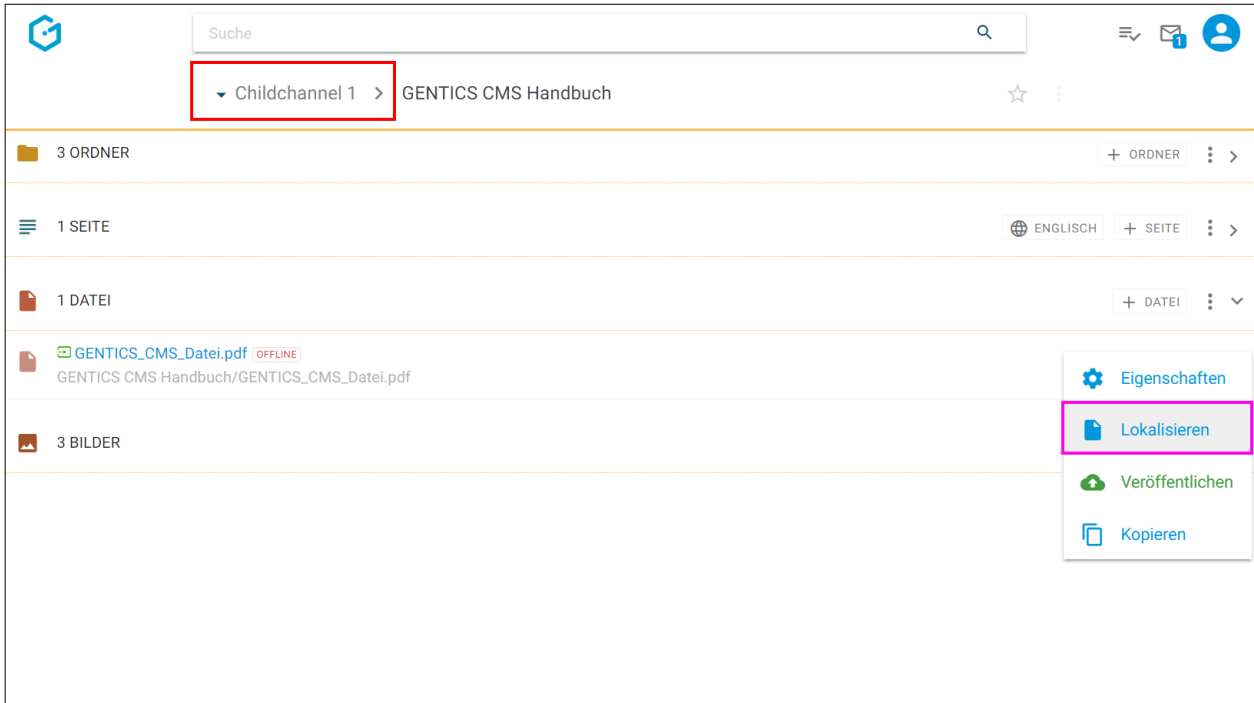 Suche
1
Childchannel 1 > GENTICS CMS Handbuch
3 ORDNER
+ ORDNER
1 SEITE
ENGLISCH + SEITE
1 DATEI
+ DATEI
GENTICS_CMS_Datei.pdf OFFLINE
GENTICS CMS Handbuch/GENTICS_CMS_Datei.pdf
Eigenschaften
Lokalisieren
3 BILDER
Veröffentlichen
Kopieren